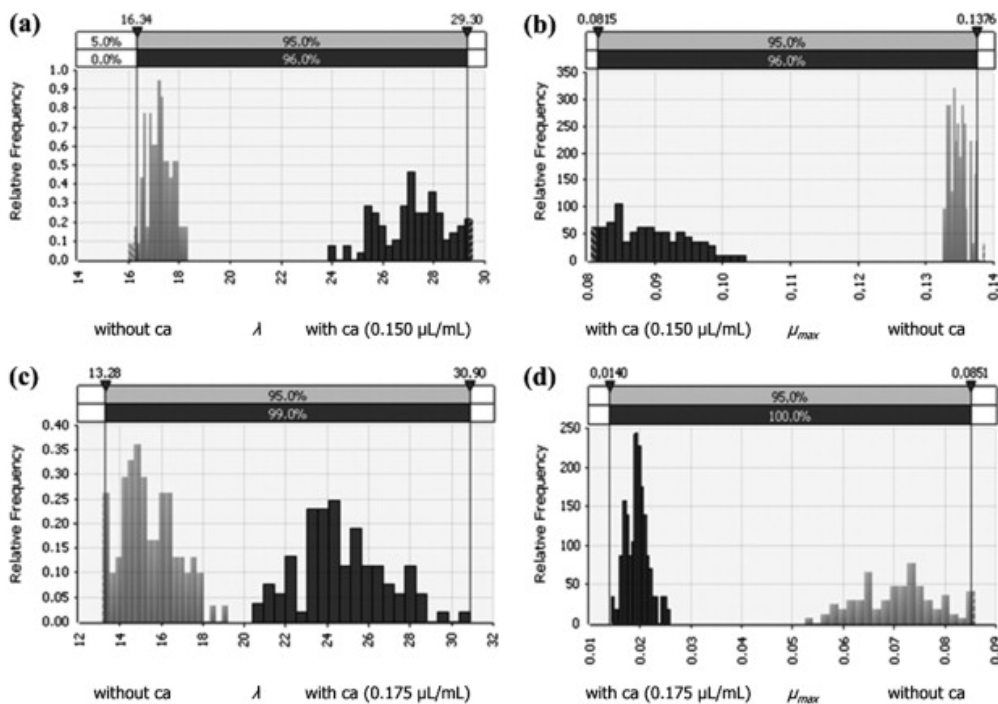 (a)
16.34 29.30
5.0% 95.0%
0.0% 96.0%
Relative Frequency
1.0
0.9
0.8
0.7
0.6
0.5
0.4
0.3
0.2
0.1
0.0
14 16 18 20 22 24 26 28 30
without ca λ with ca (0.150 µL/mL)
(b)
0.0815 0.1376
95.0%
96.0%
Relative Frequency
350
300
250
200
150
100
50
0
0.08 0.09 0.10 0.11 0.12 0.13 0.14
with ca (0.150 µL/mL) µmax without ca
(c)
13.28 30.90
95.0%
99.0%
Relative Frequency
0.40
0.35
0.30
0.25
0.20
0.15
0.10
0.05
0.00
12 14 16 18 20 22 24 26 28 30 32
without ca λ with ca (0.175 µL/mL)
(d)
0.0140 0.0851
95.0%
100.0%
Relative Frequency
250
200
150
100
50
0
0.01 0.02 0.03 0.04 0.05 0.06 0.07 0.08 0.09
with ca (0.175 µL/mL) µmax without ca